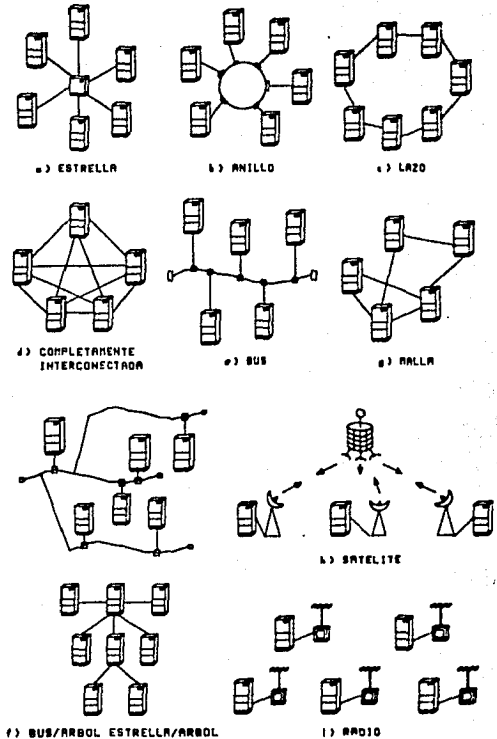 a) ESTRELLA
b) ANILLO
c) LAZO
d) COMPLETAMENTE
INTERCONECTADA
e) BUS
g) MALLA
h) SATELITE
f) BUS/ARBOL ESTRELLA/ARBOL
i) RADIO